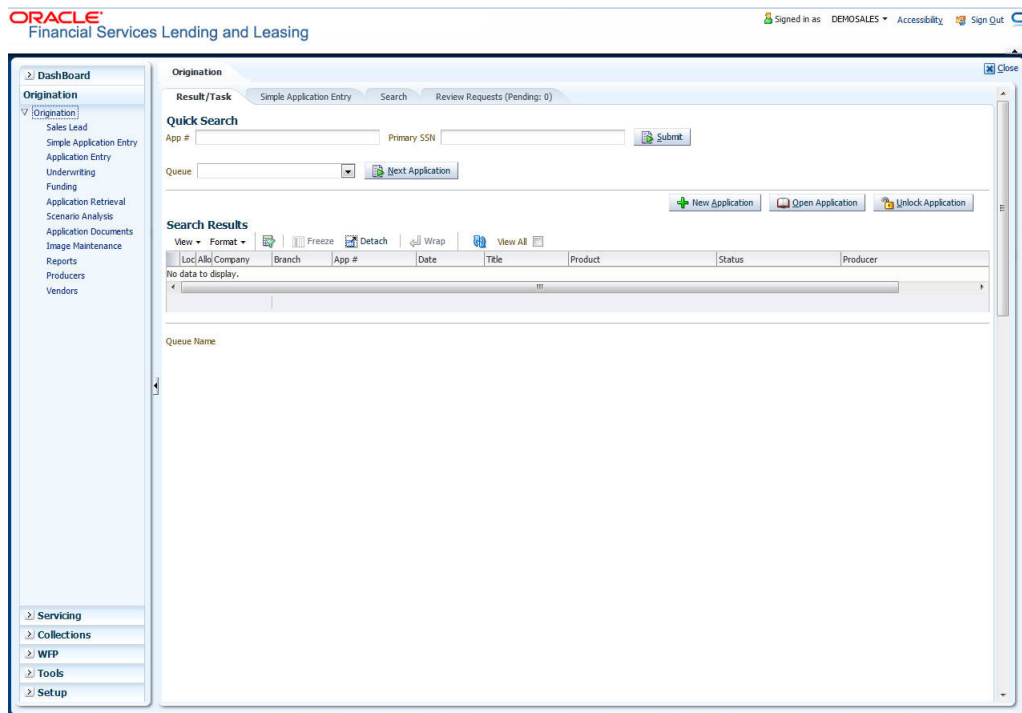 ORACLE'
Financial Services Lending and Leasing
Signed in as DEMOSALES Accessibility Sign Out
Close
DashBoard
Origination
Origination
Sales Lead
Simple Application Entry
Application Entry
Underwriting
Funding
Application Retrieval
Scenario Analysis
Application Documents
Image Maintenance
Reports
Producers
Vendors
Servicing
Collections
WFP
Tools
Setup
Origination
Result/Task Simple Application Entry Search Review Requests (Pending: 0)
Quick Search
App # Primary SSN Submit
Queue Next Application
New Application Open Application Unlock Application
Search Results
View Format Freeze Detach Wrap View All
Loc Allo Company Branch App # Date Title Product Status Producer
No data to display.
Queue Name